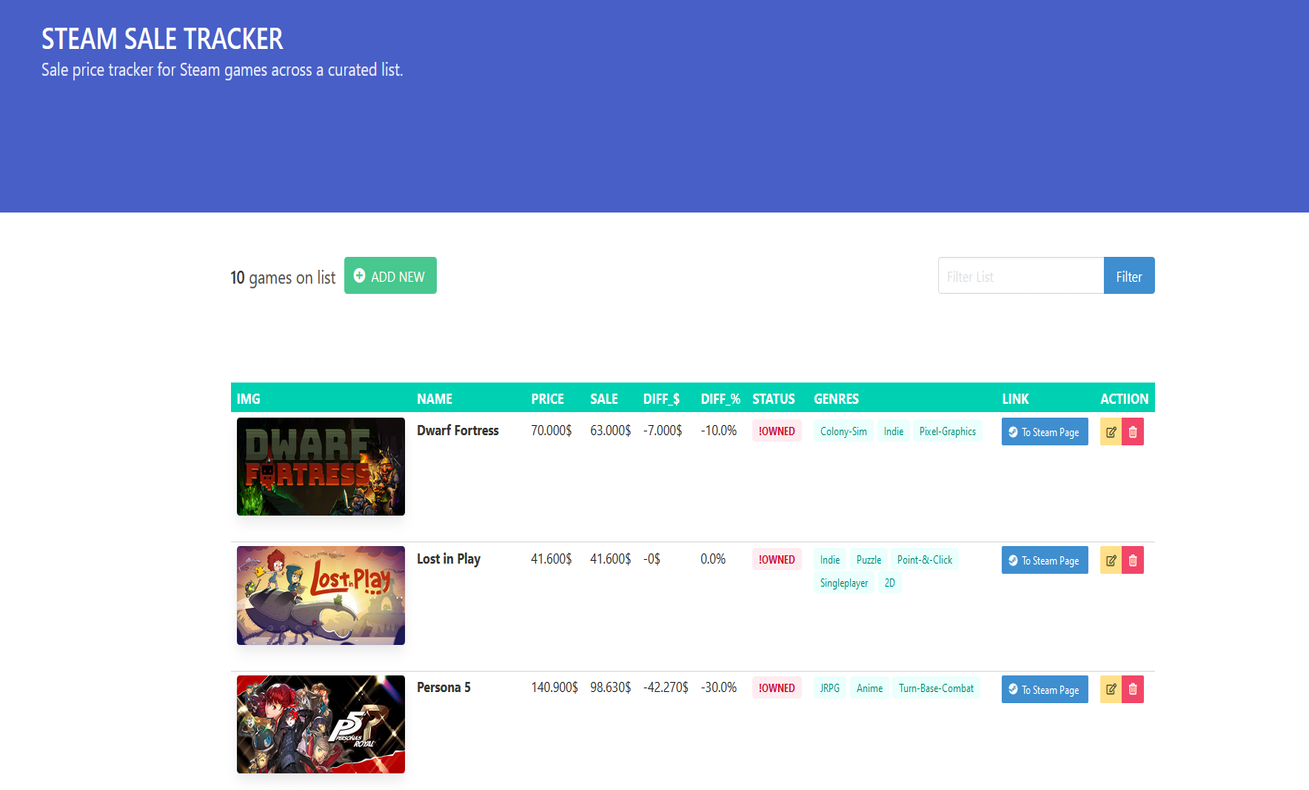 STEAM SALE TRACKER
Sale price tracker for Steam games across a curated list.
10 games on list
ADD NEW
Filter List
Filter
IMG NAME PRICE SALE DIFF_$ DIFF_% STATUS GENRES LINK ACTIION
DWARF
FORTRESS
Dwarf Fortress 70.000$ 63.000$ -7.000$ -10.0% !OWNED Colony-Sim Indie Pixel-Graphics To Steam Page
Lost in Play
Lost in Play 41.600$ 41.600$ -0$ 0.0% !OWNED Indie Puzzle Point-&-Click To Steam Page
Singleplayer 2D
P5R
PERSONA5
ROYAL
Persona 5 140.900$ 98.630$ -42.270$ -30.0% !OWNED JRPG Anime Turn-Base-Combat To Steam Page